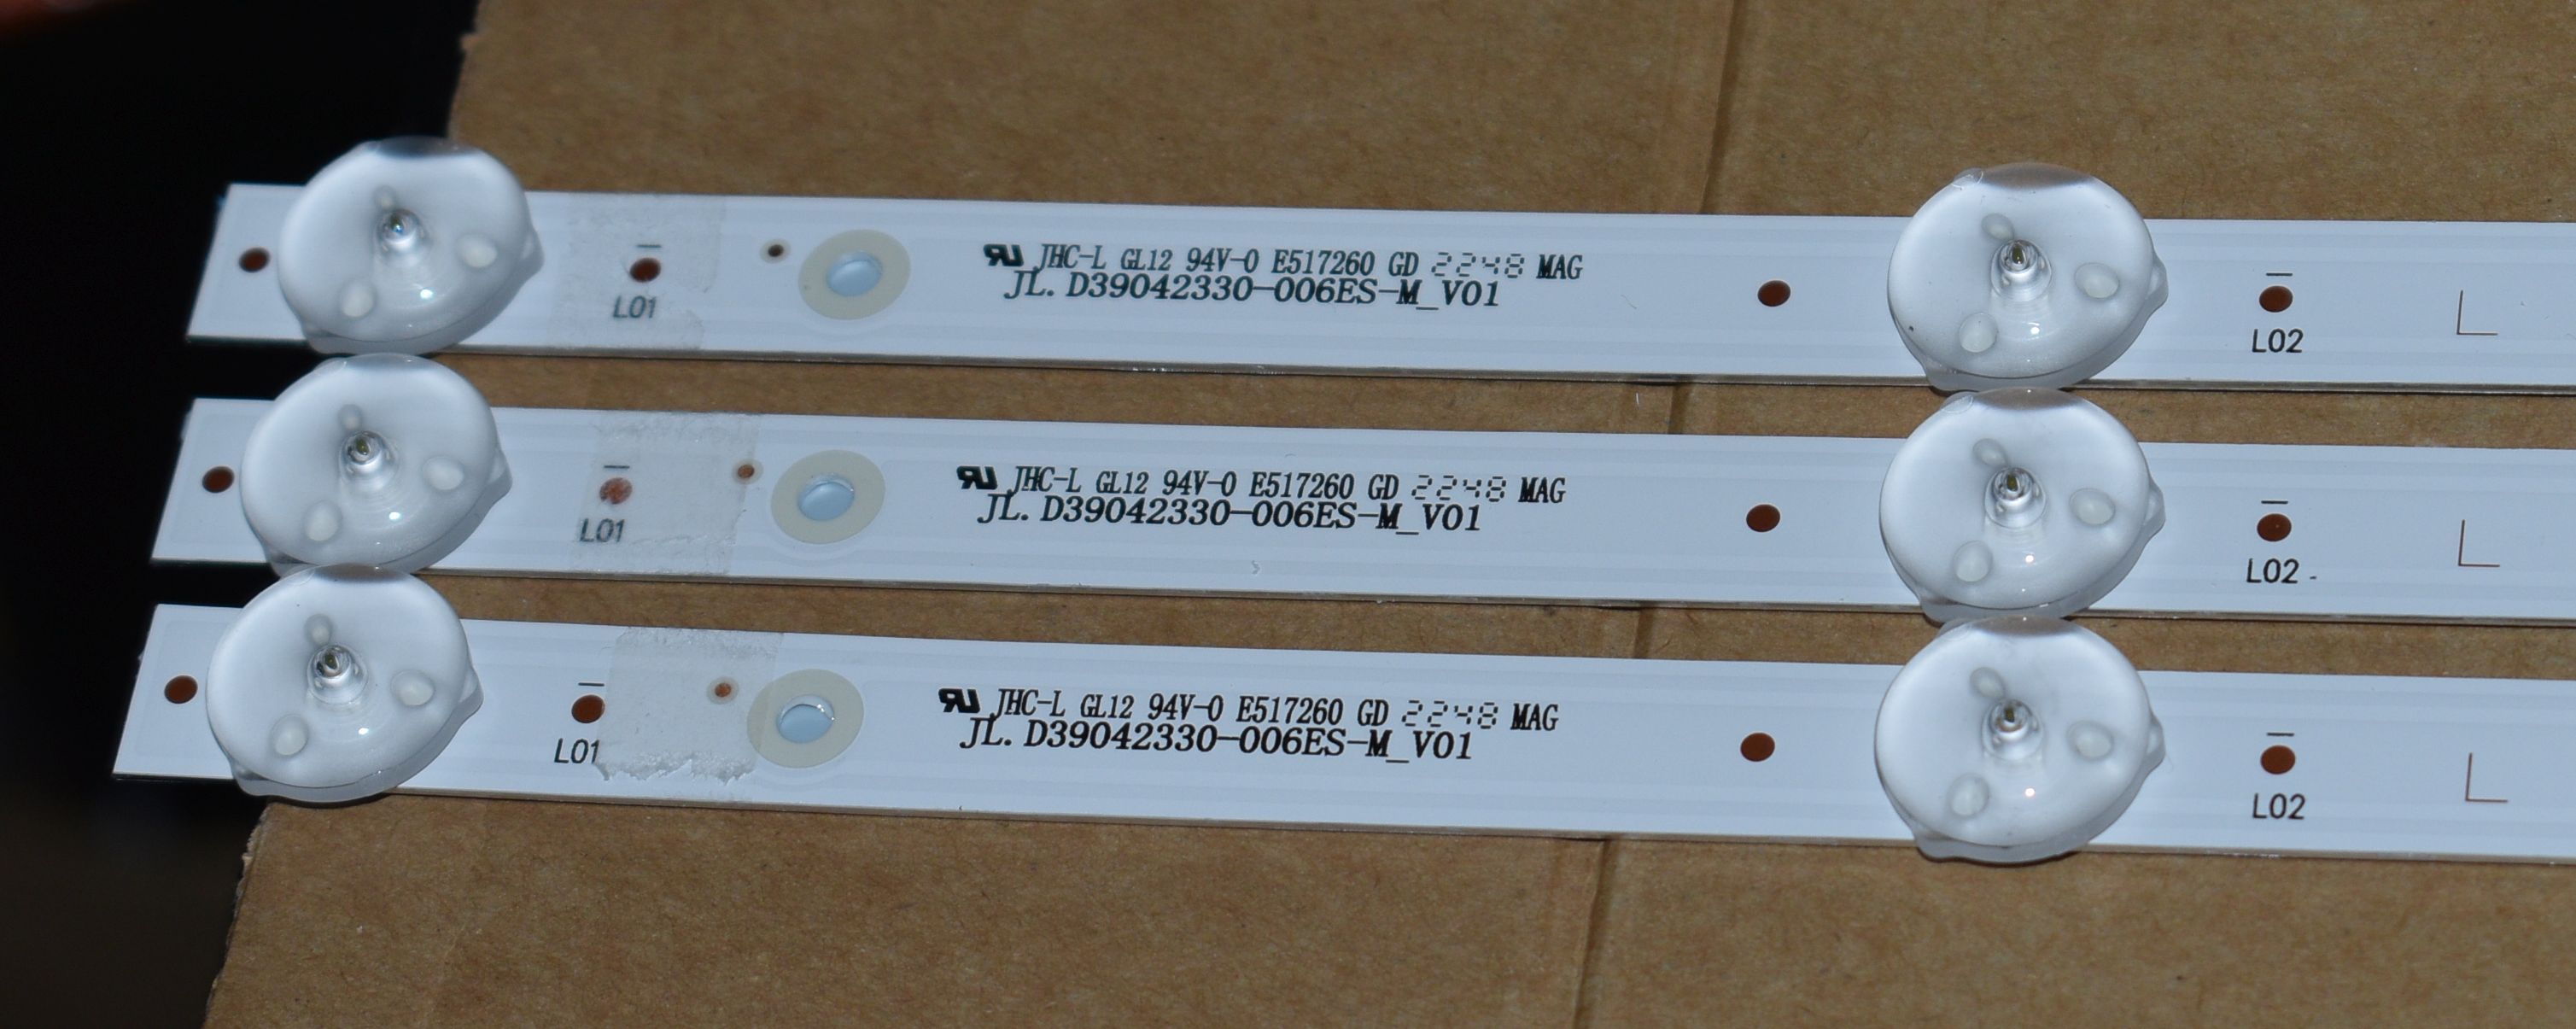 JHC-L GL12 94V-0 E517260 GD 2248 MAG
JL. D39042330-006ES-M_V01
L01
L02
JHC-L GL12 94V-0 E517260 GD 2248 MAG
JL. D39042330-006ES-M_V01
L01
L02
JHC-L GL12 94V-0 E517260 GD 2248 MAG
JL. D39042330-006ES-M_V01
L01
L02